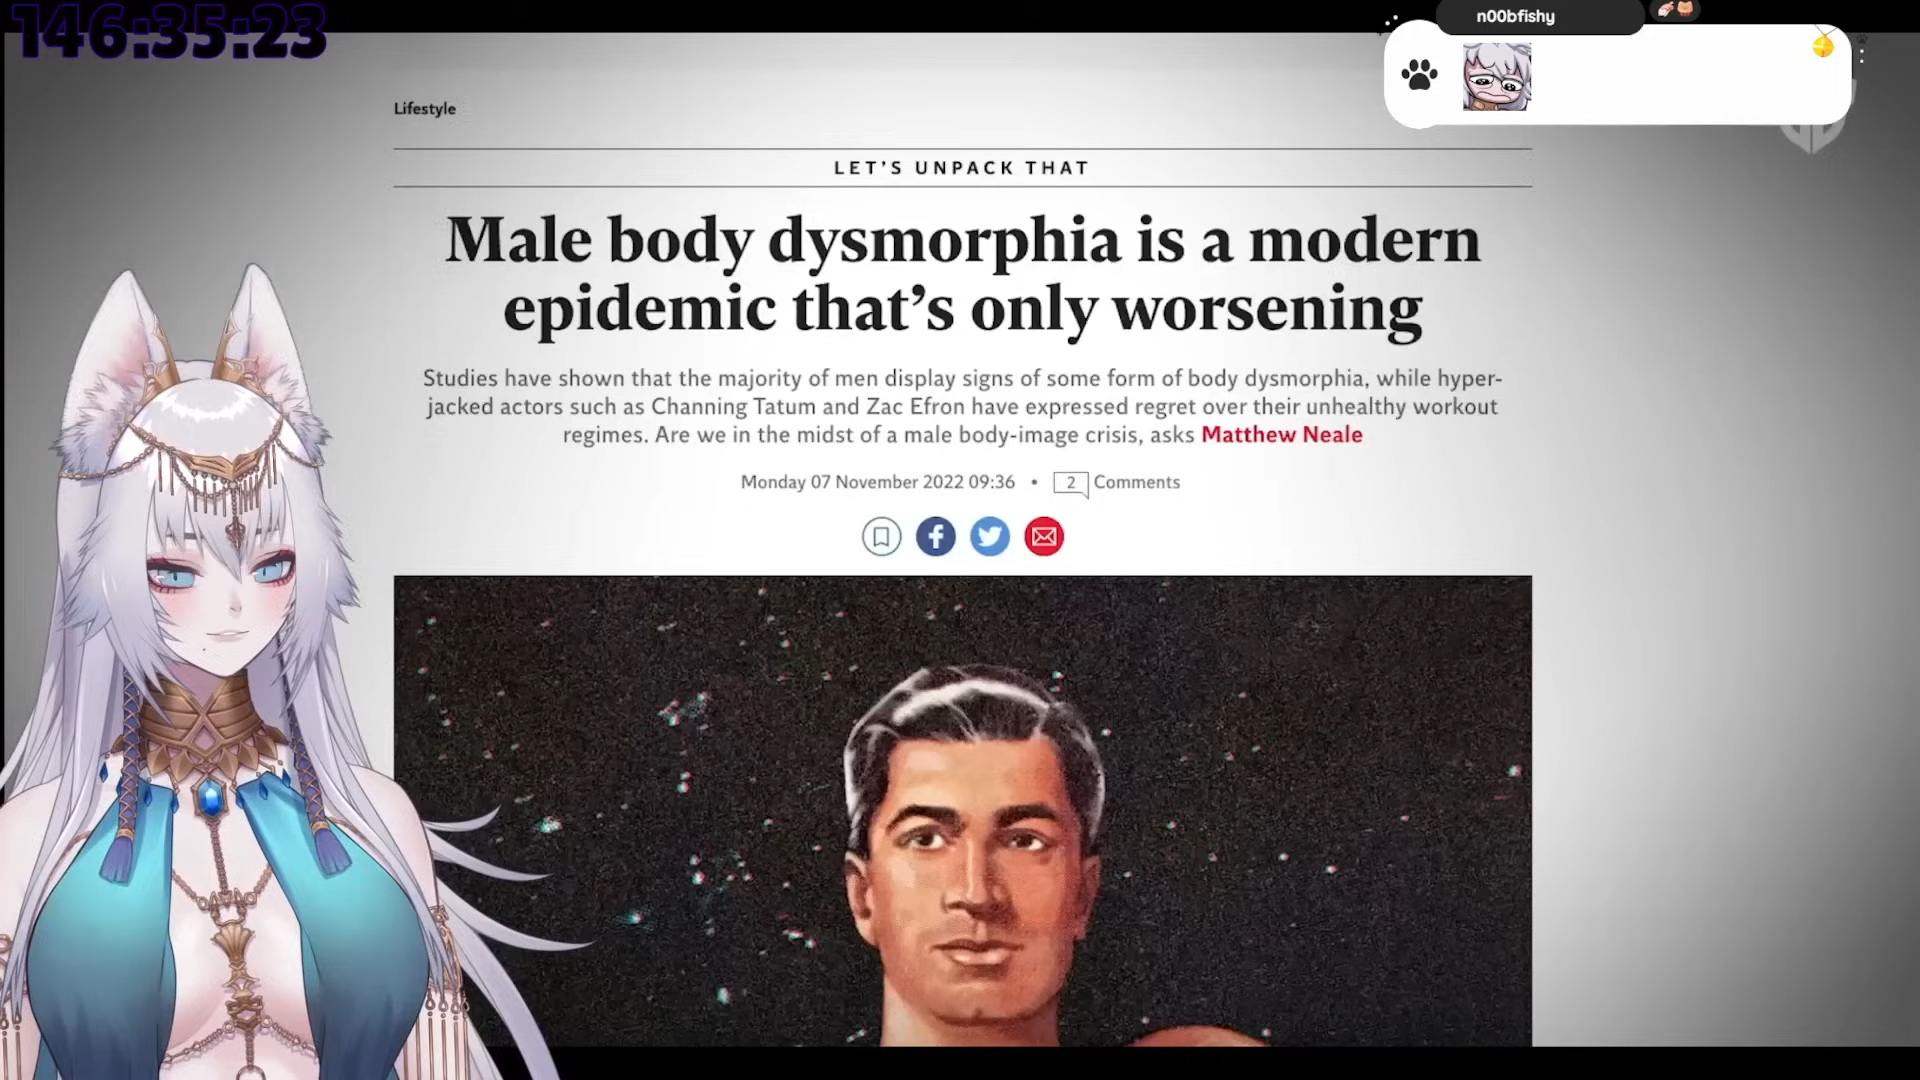 146:35:23
n00bfishy
Lifestyle
LET'S UNPACK THAT
Male body dysmorphia is a modern
epidemic that's only worsening
Studies have shown that the majority of men display signs of some form of body dysmorphia, while hyper-
jacked actors such as Channing Tatum and Zac Efron have expressed regret over their unhealthy workout
regimes. Are we in the midst of a male body-image crisis, asks Matthew Neale
Monday 07 November 2022 09:36 • 2 Comments